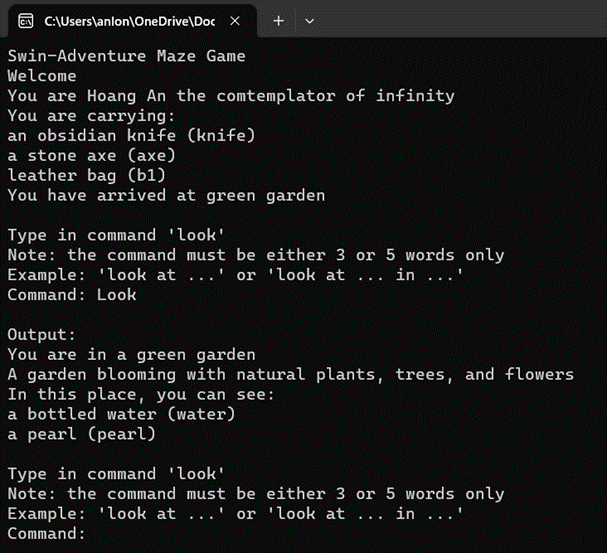 C:\Users\anlon\OneDrive\Doc
Swin-Adventure Maze Game
Welcome
You are Hoang An the comtemplator of infinity
You are carrying:
an obsidian knife (knife)
a stone axe (axe)
leather bag (b1)
You have arrived at green garden
Type in command 'look'
Note: the command must be either 3 or 5 words only
Example: 'look at ...' or 'look at ... in ...'
Command: Look
Output:
You are in a green garden
A garden blooming with natural plants, trees, and flowers
In this place, you can see:
a bottled water (water)
a pearl (pearl)
Type in command 'look'
Note: the command must be either 3 or 5 words only
Example: 'look at ...' or 'look at ... in ...'
Command: